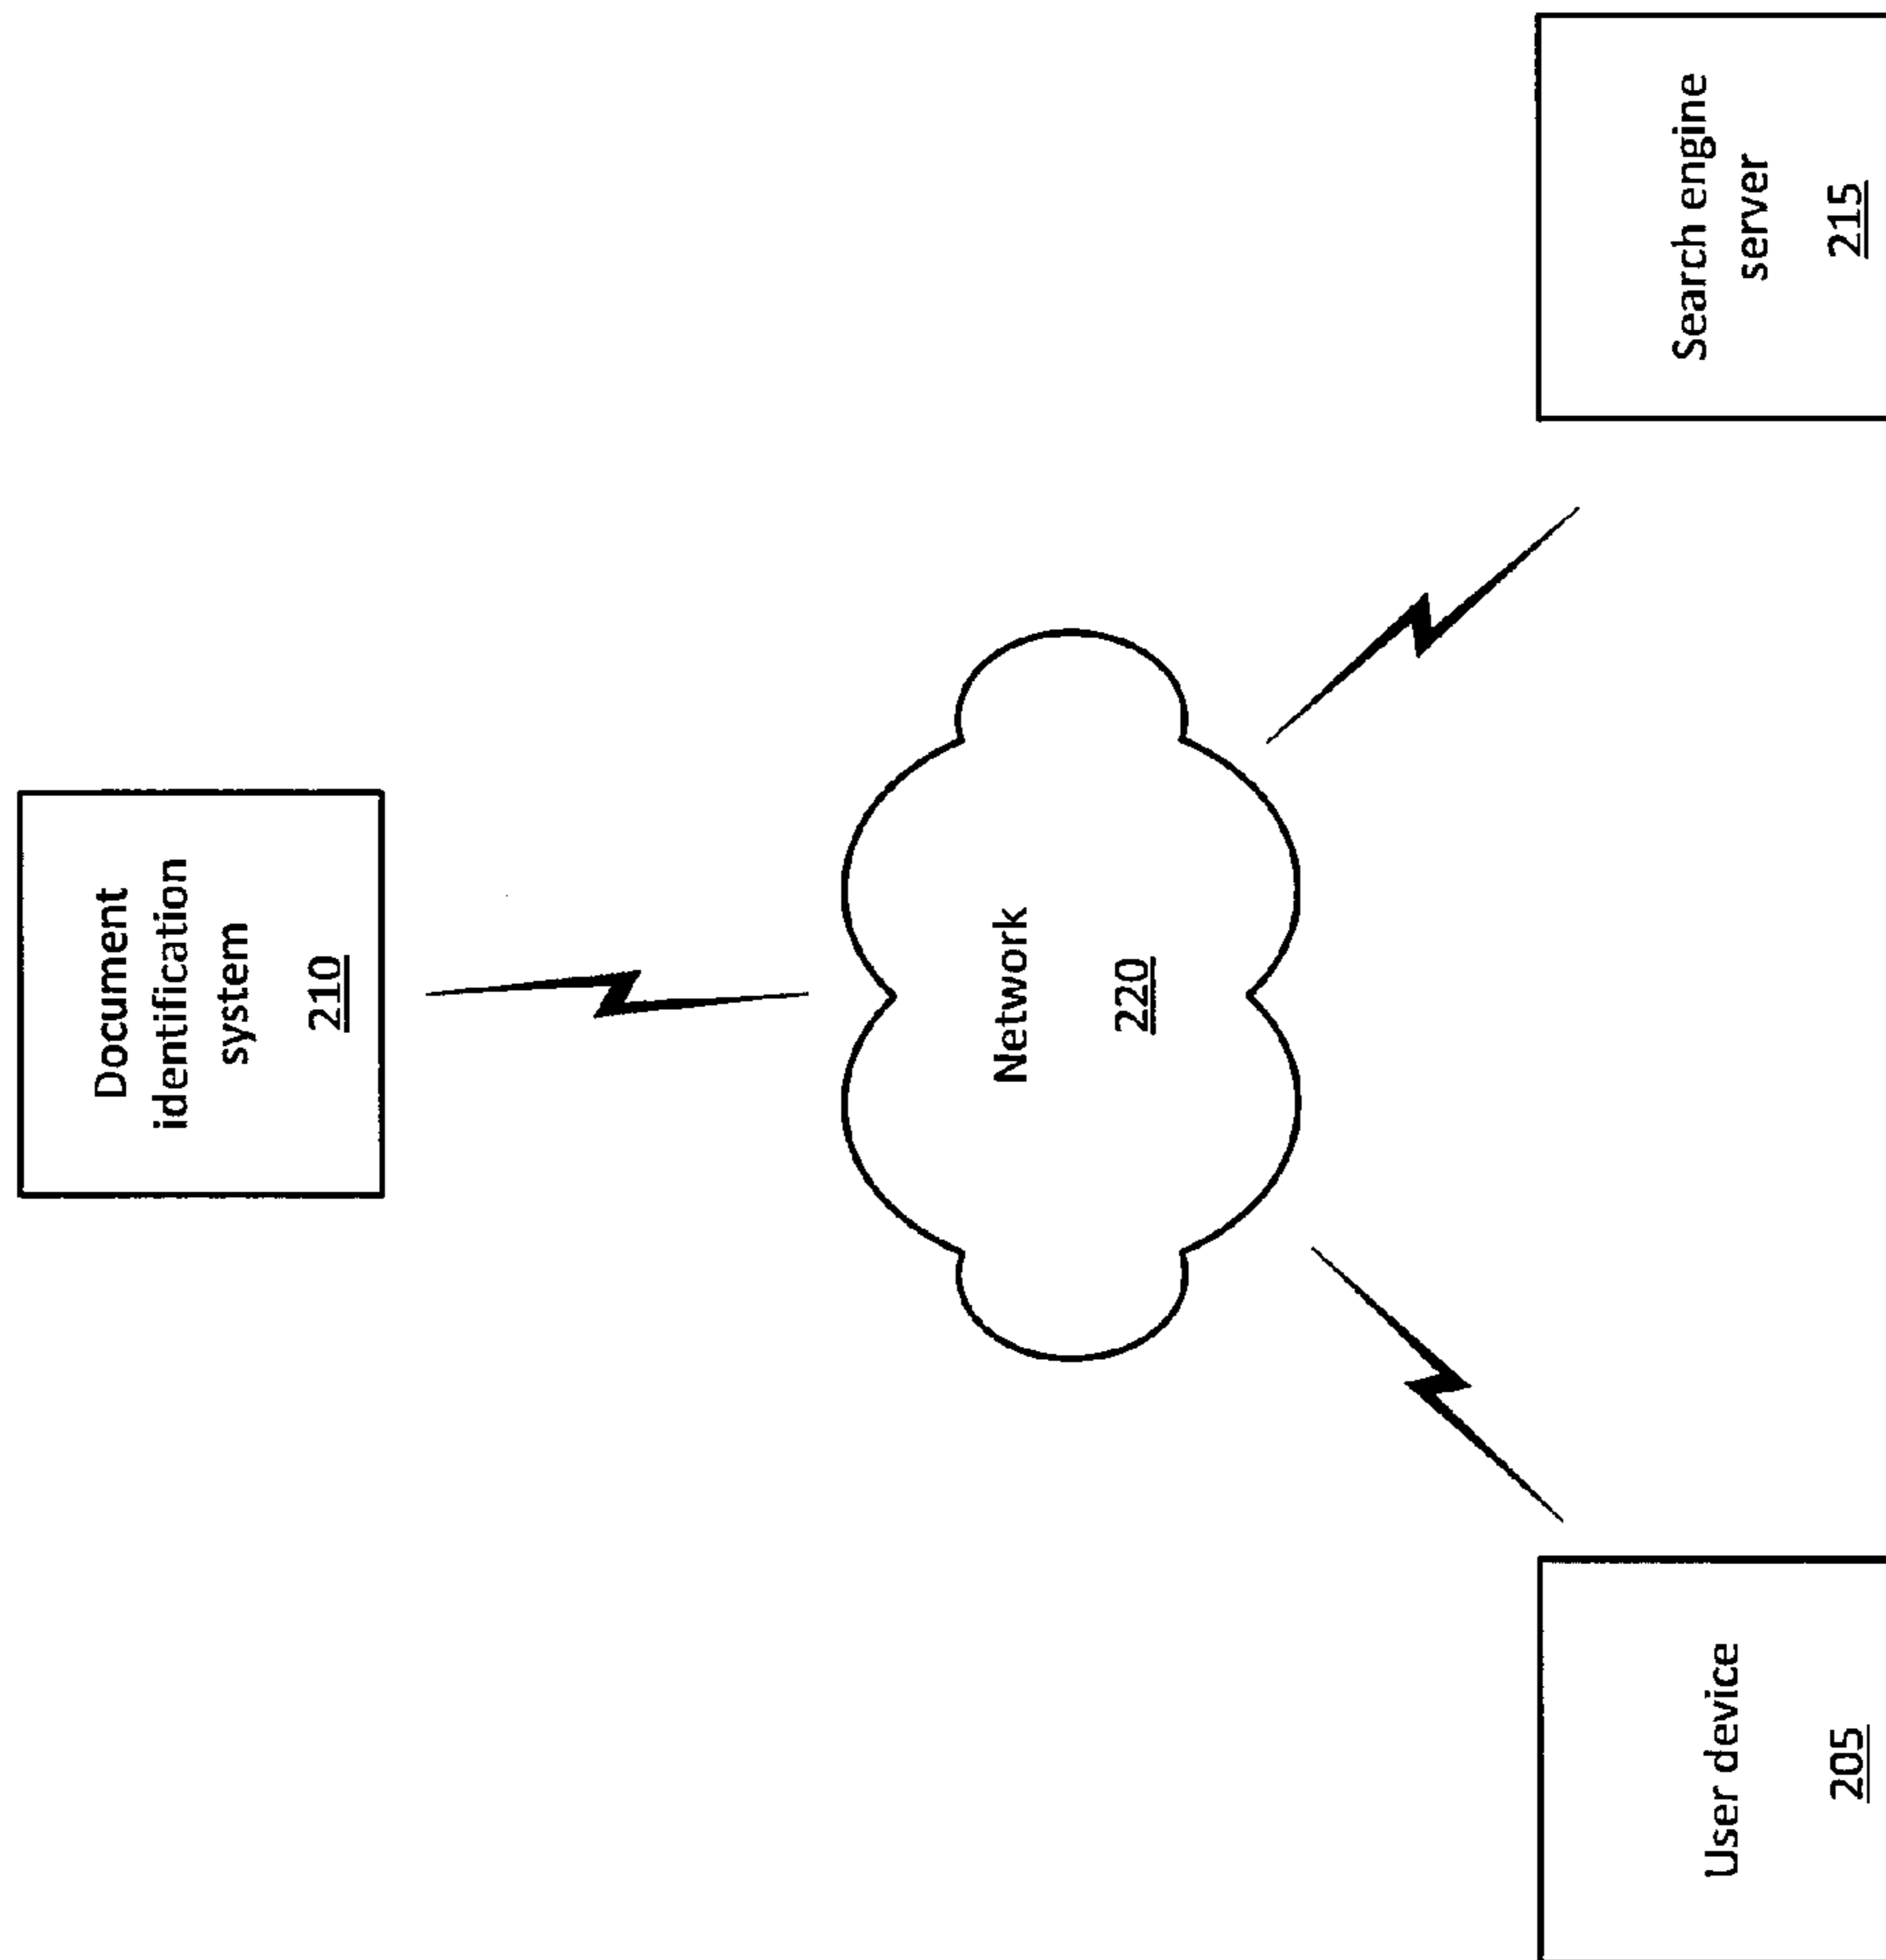 Document
identification
system
210
Network
220
User device
205
Search engine
server
215